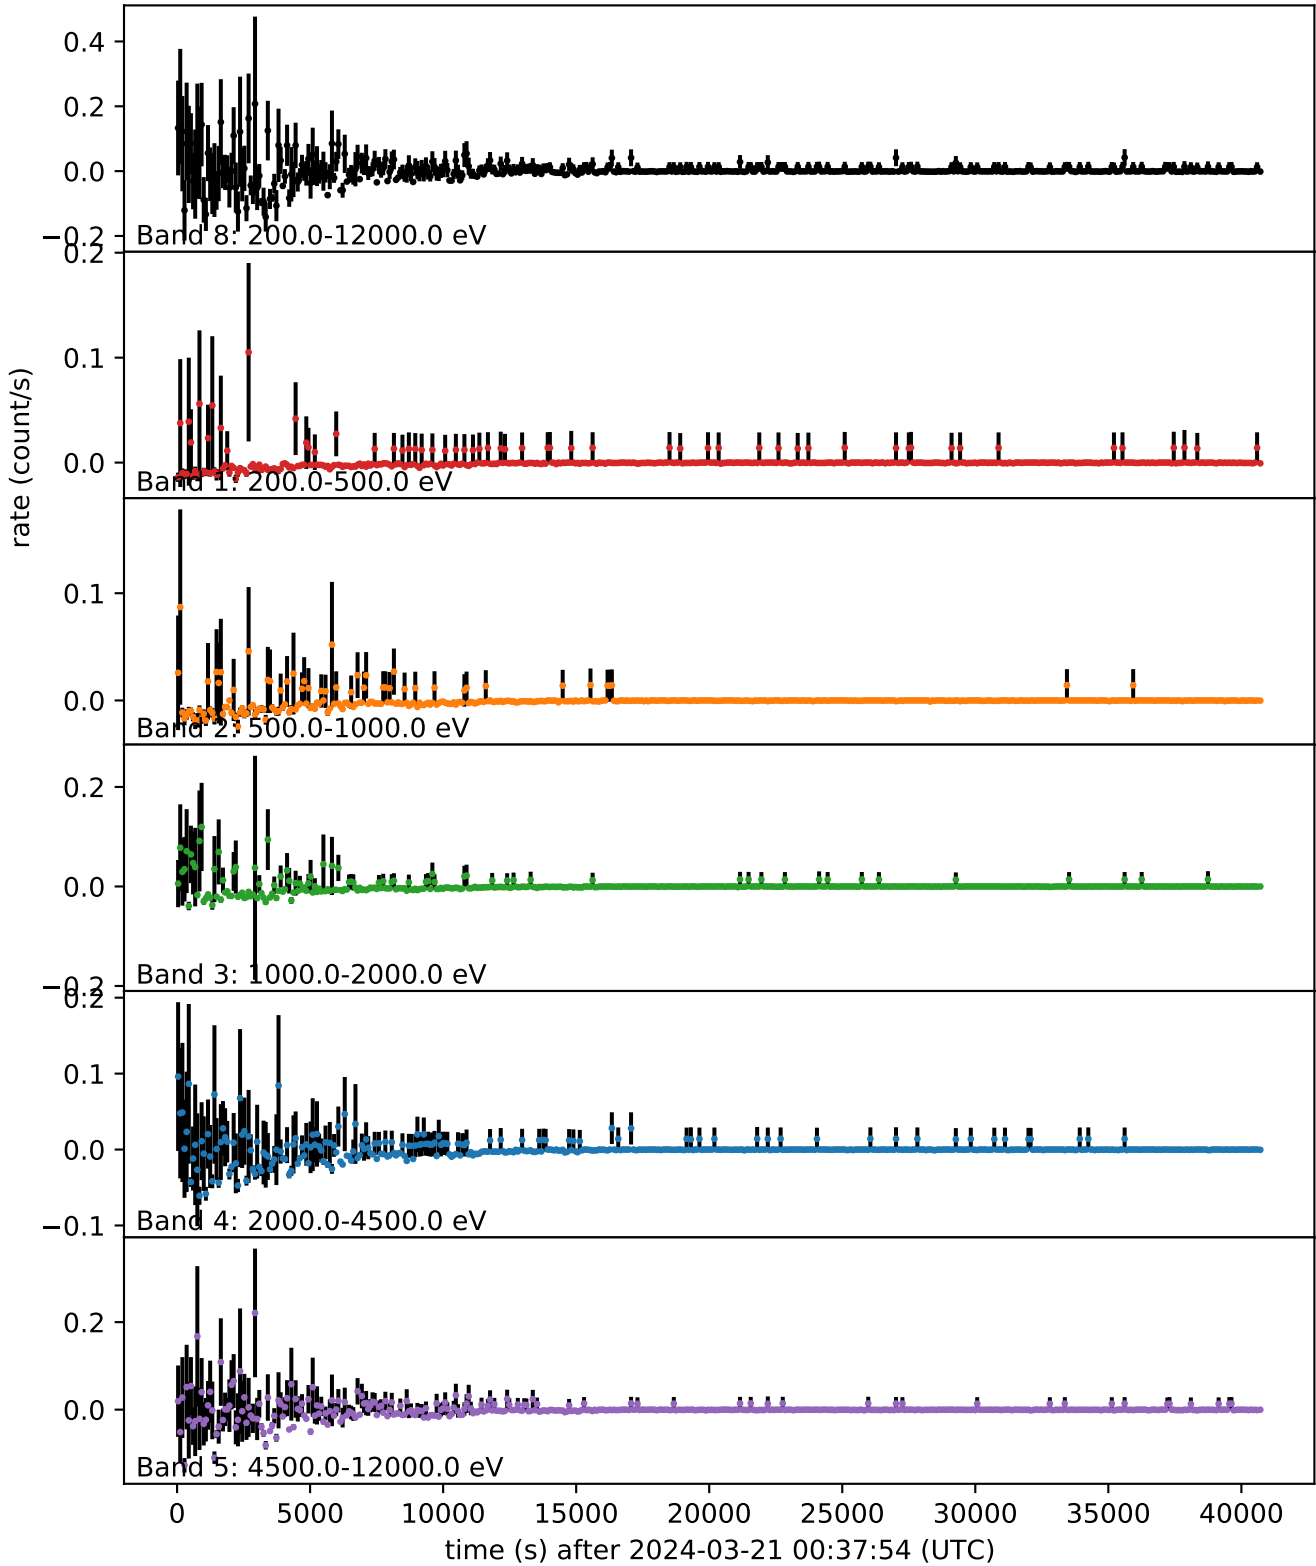 0.4
0.2
0.0
−0.2
Band 8: 200.0-12000.0 eV
0.2
0.1
0.0
Band 1: 200.0-500.0 eV
rate (count/s)
0.1
0.0
Band 2: 500.0-1000.0 eV
0.2
0.0
−0.2
Band 3: 1000.0-2000.0 eV
0.2
0.1
0.0
−0.1
Band 4: 2000.0-4500.0 eV
0.2
0.0
Band 5: 4500.0-12000.0 eV
0 5000 10000 15000 20000 25000 30000 35000 40000
time (s) after 2024-03-21 00:37:54 (UTC)